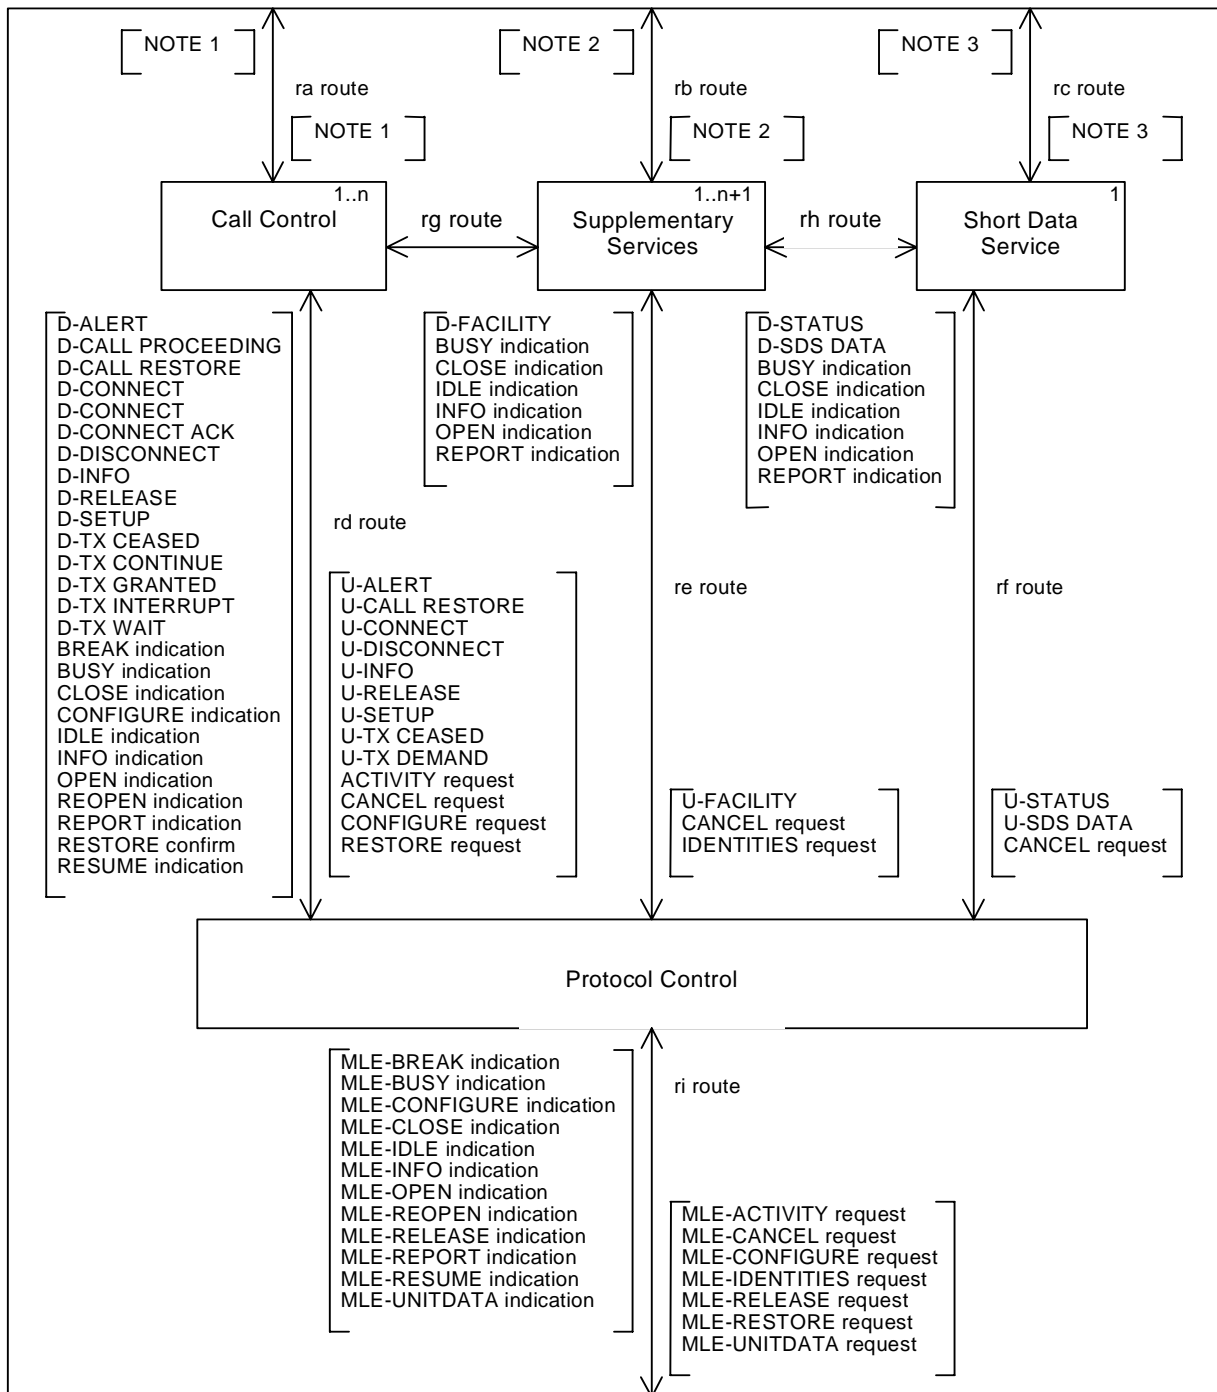 NOTE 1
NOTE 2
NOTE 3
ra route
rb route
rc route
NOTE 1
NOTE 2
NOTE 3
1..n
Call Control
rg route
1..n+1
Supplementary
Services
rh route
1
Short Data
Service
D-ALERT
D-CALL PROCEEDING
D-CALL RESTORE
D-CONNECT
D-CONNECT
D-CONNECT ACK
D-DISCONNECT
D-INFO
D-RELEASE
D-SETUP
D-TX CEASED
D-TX CONTINUE
D-TX GRANTED
D-TX INTERRUPT
D-TX WAIT
BREAK indication
BUSY indication
CLOSE indication
CONFIGURE indication
IDLE indication
INFO indication
OPEN indication
REOPEN indication
REPORT indication
RESTORE confirm
RESUME indication
rd route
U-ALERT
U-CALL RESTORE
U-CONNECT
U-DISCONNECT
U-INFO
U-RELEASE
U-SETUP
U-TX CEASED
U-TX DEMAND
ACTIVITY request
CANCEL request
CONFIGURE request
RESTORE request
D-FACILITY
BUSY indication
CLOSE indication
IDLE indication
INFO indication
OPEN indication
REPORT indication
re route
U-FACILITY
CANCEL request
IDENTITIES request
D-STATUS
D-SDS DATA
BUSY indication
CLOSE indication
IDLE indication
INFO indication
OPEN indication
REPORT indication
rf route
U-STATUS
U-SDS DATA
CANCEL request
Protocol Control
MLE-BREAK indication
MLE-BUSY indication
MLE-CONFIGURE indication
MLE-CLOSE indication
MLE-IDLE indication
MLE-INFO indication
MLE-OPEN indication
MLE-REOPEN indication
MLE-RELEASE indication
MLE-REPORT indication
MLE-RESUME indication
MLE-UNITDATA indication
ri route
MLE-ACTIVITY request
MLE-CANCEL request
MLE-CONFIGURE request
MLE-IDENTITIES request
MLE-RELEASE request
MLE-RESTORE request
MLE-UNITDATA request